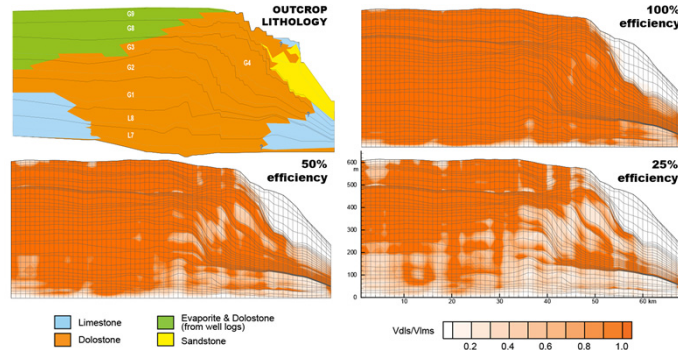 OUTCROP
LITHOLOGY
G9
G8
G3
G2
G4
G1
L8
L7
100%
efficiency
50%
efficiency
25%
efficiency
600
m
500
400
300
200
100
0
10
20
30
40
50
60 km
Limestone
Dolostone
Evaporite & Dolostone
(from well logs)
Sandstone
Vdls/Vlms
0.2
0.4
0.6
0.8
1.0